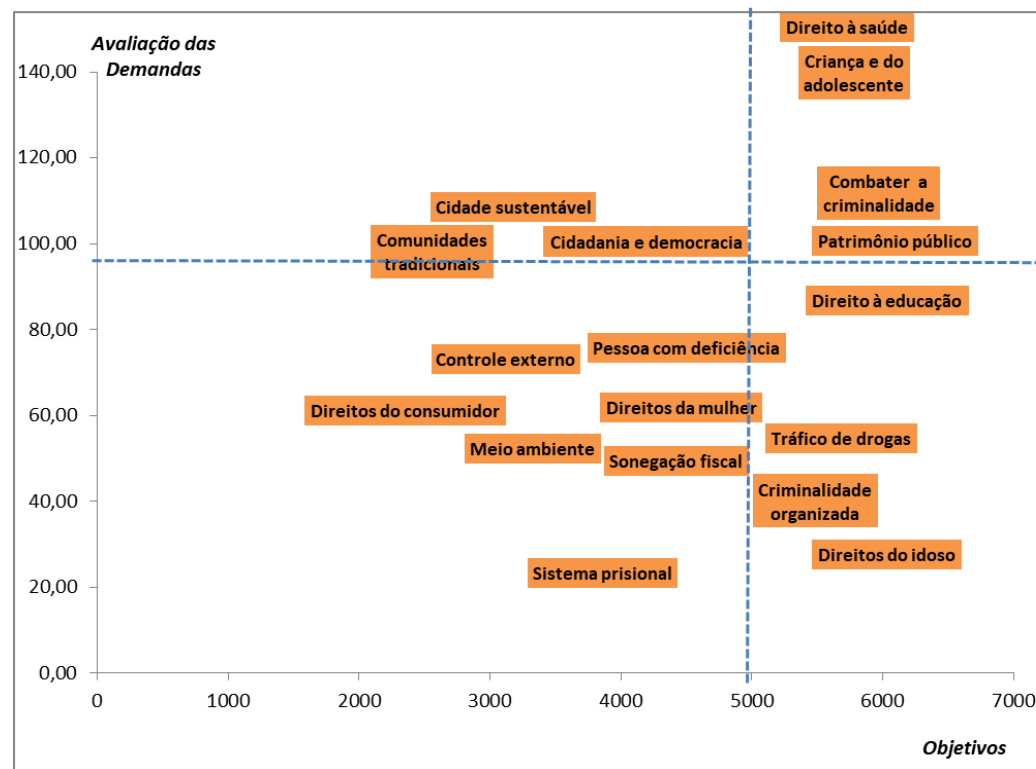 Avaliação das
Demandas
140,00
120,00
100,00
80,00
60,00
40,00
20,00
0,00
Direito à saúde
Criança e do
adolescente
Combater a
criminalidade
Cidade sustentável
Comunidades
tradicionais
Cidadania e democracia
Patrimônio público
Direito à educação
Pessoa com deficiência
Controle externo
Direitos do consumidor
Direitos da mulher
Tráfico de drogas
Meio ambiente
Sonegação fiscal
Criminalidade
organizada
Direitos do idoso
Sistema prisional
0
1000
2000
3000
4000
5000
6000
7000
Objetivos